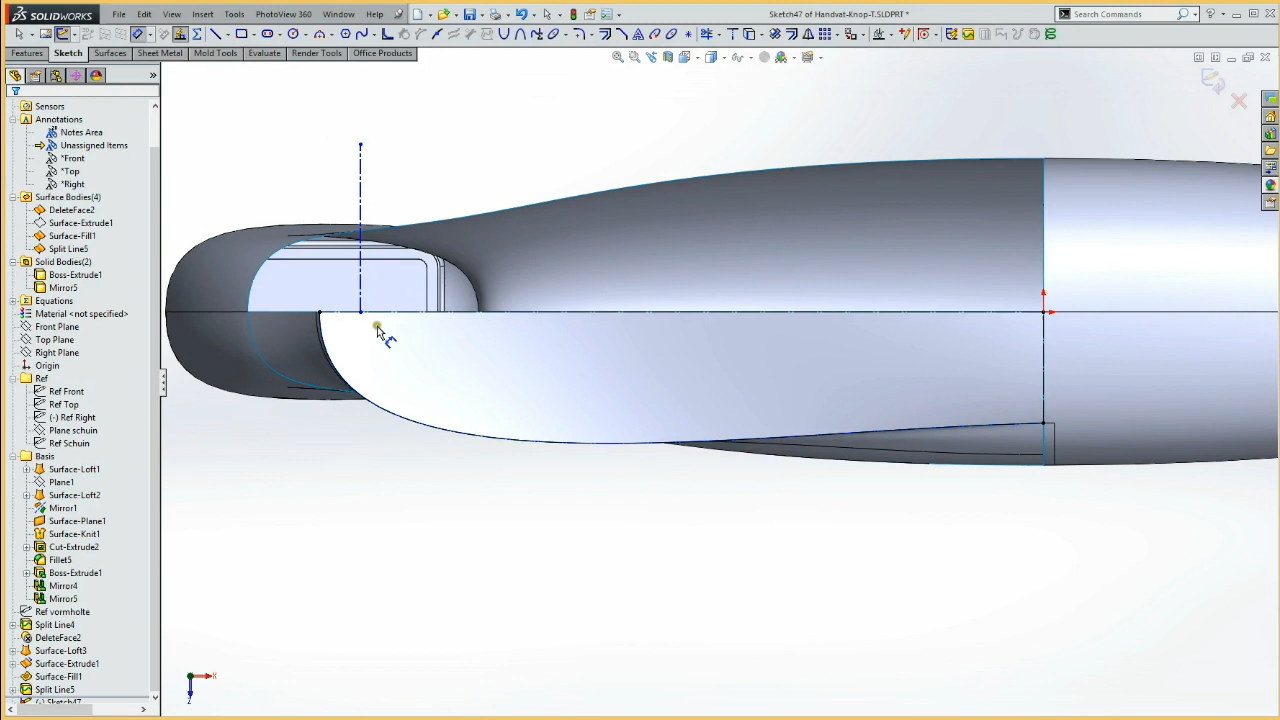 SOLIDWORKS File Edit View Insert Tools PhotoView 360 Window Help Sketch47 of Handvat-Knop-T.SLDPRT * Search Commands
Features Sketch Surfaces Sheet Metal Mold Tools Evaluate Render Tools Office Products
Sensors
Annotations
Notes Area
Unassigned Items
*Front
*Top
*Right
Surface Bodies(4)
DeleteFace2
Surface-Extrude1
Surface-Fill1
Split Line5
Solid Bodies(2)
Boss-Extrude1
Mirror5
Equations
Material <not specified>
Front Plane
Top Plane
Right Plane
Origin
Ref
Ref Front
Ref Top
(-) Ref Right
Plane schuin
Ref Schuin
Basis
Surface-Loft1
Plane1
Surface-Loft2
Mirror1
Surface-Plane1
Surface-Knit1
Cut-Extrude2
Fillet5
Boss-Extrude1
Mirror4
Mirror5
Ref vormholte
Split Line4
DeleteFace2
Surface-Loft3
Surface-Extrude1
Surface-Fill1
Split Line5
(-) Sketch47
X
Z